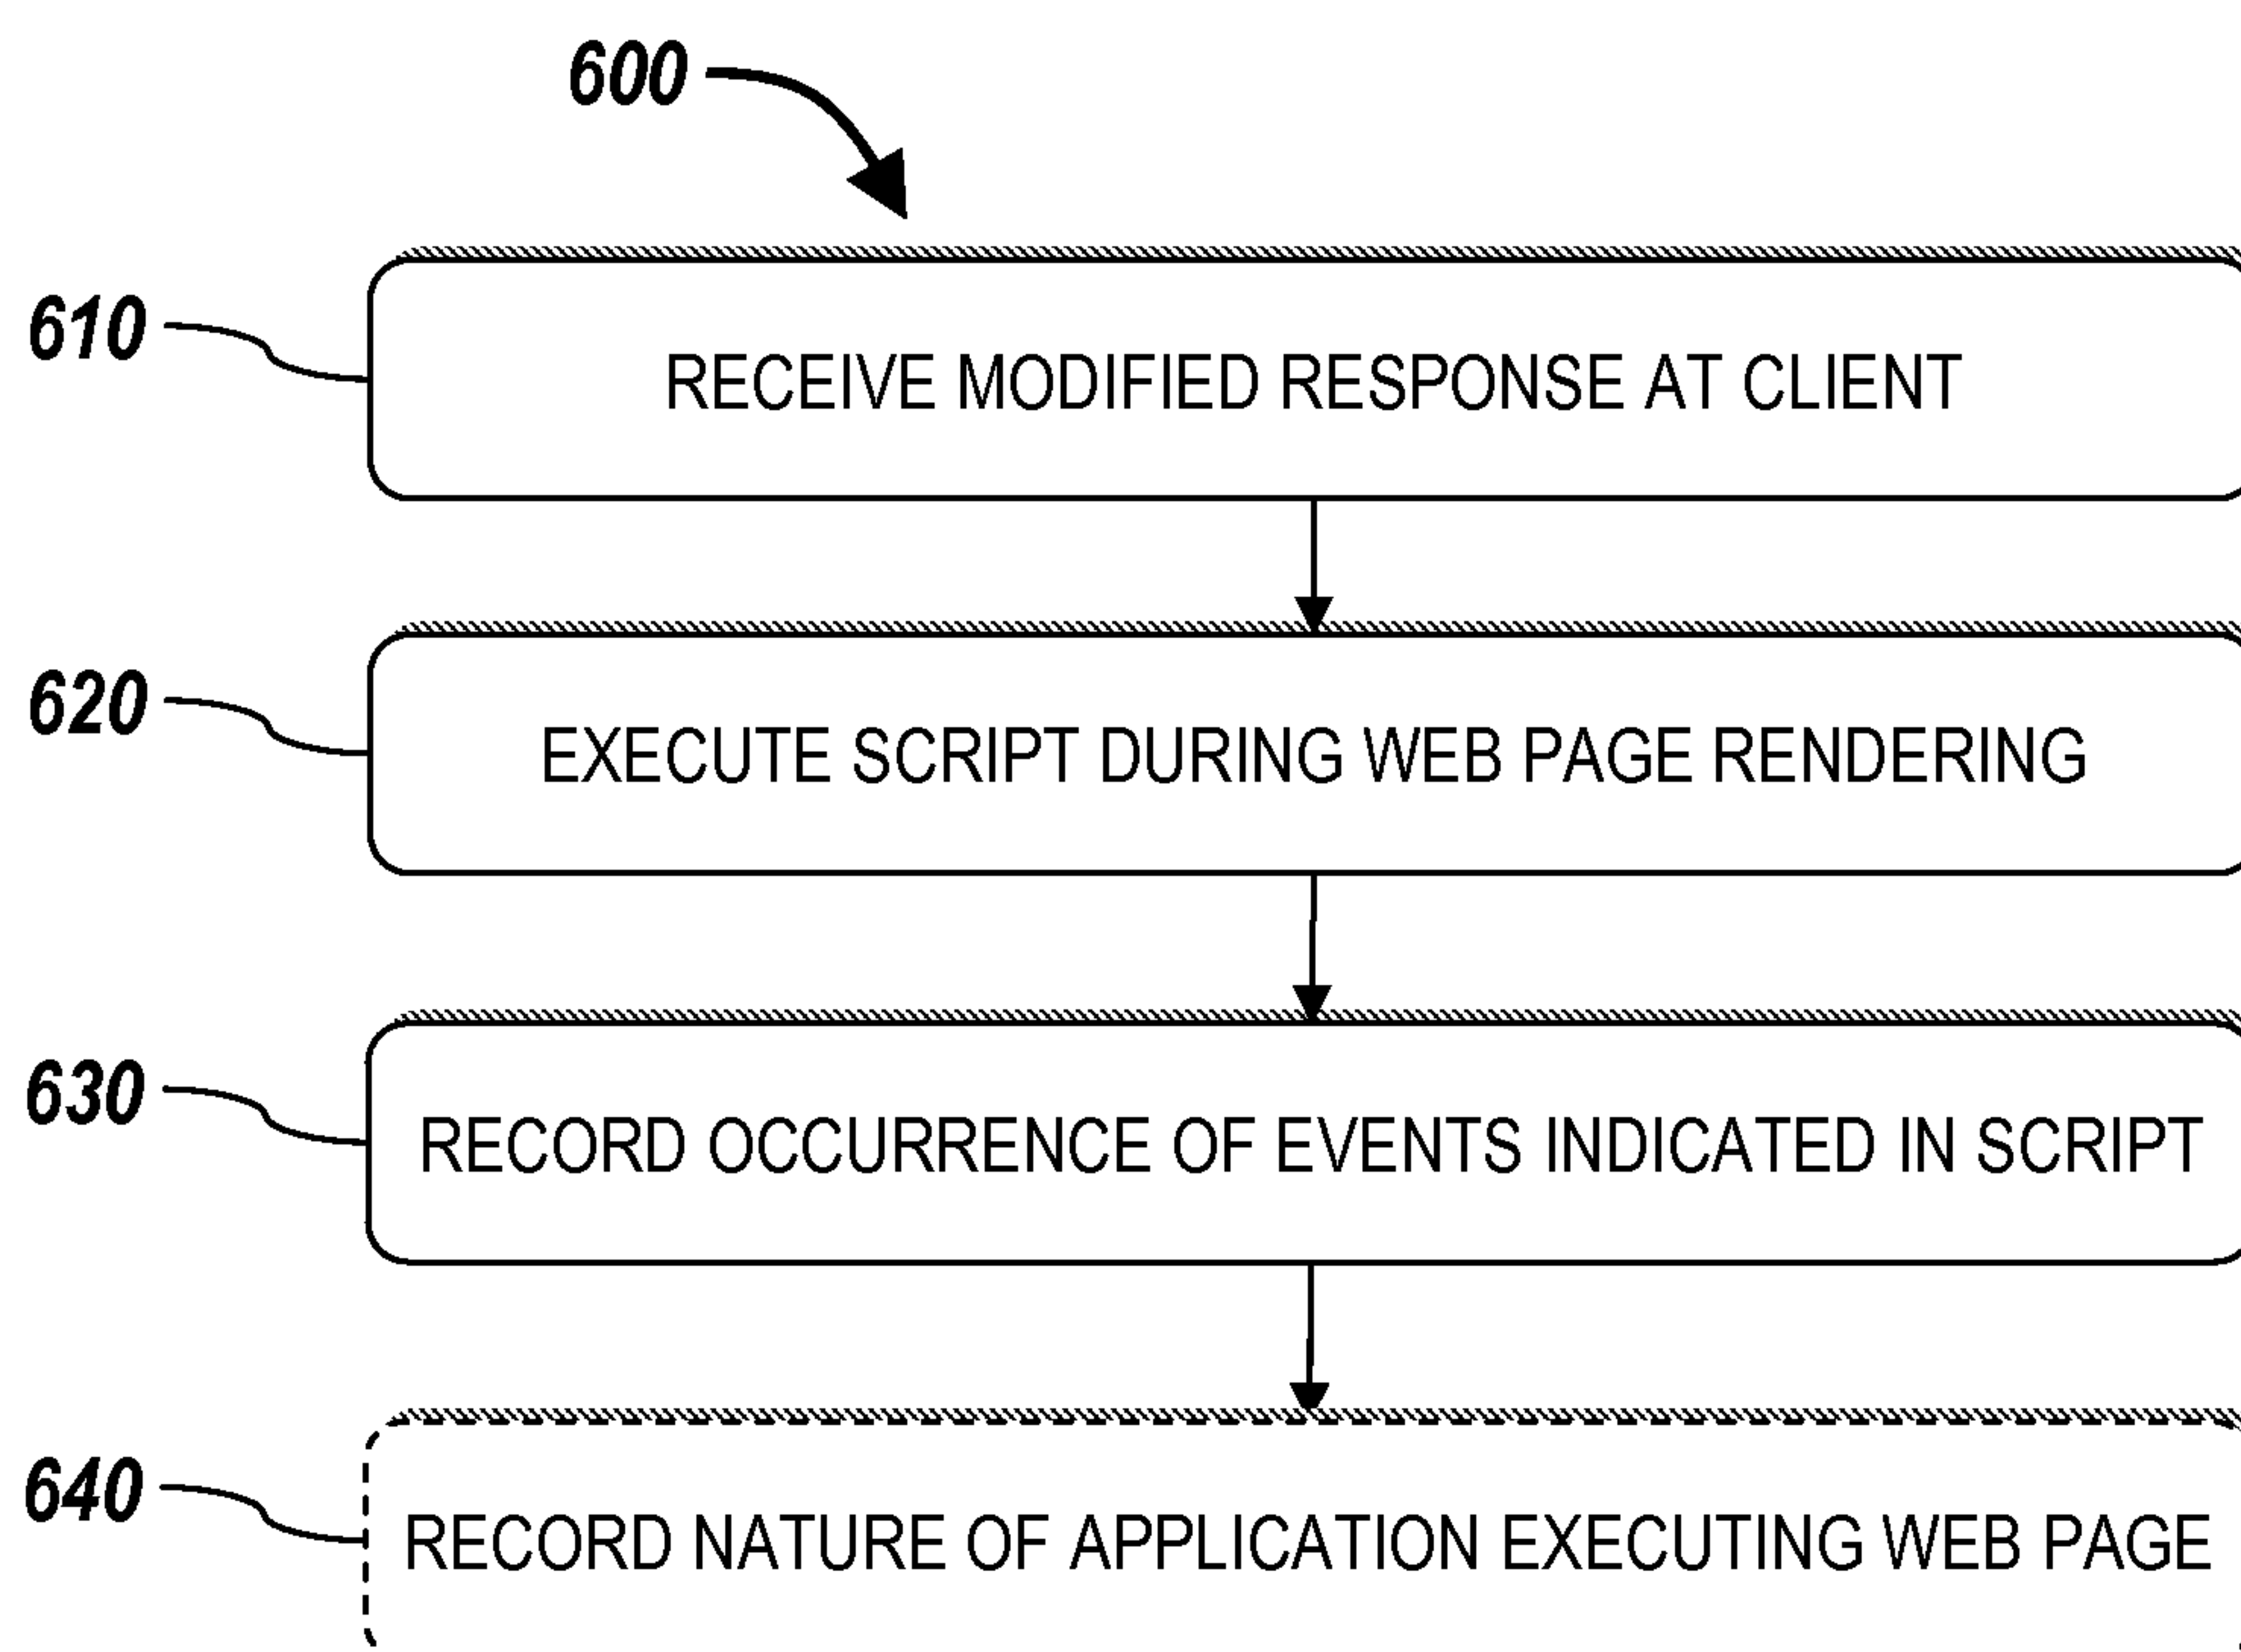 600
610
RECEIVE MODIFIED RESPONSE AT CLIENT
620
EXECUTE SCRIPT DURING WEB PAGE RENDERING
630
RECORD OCCURRENCE OF EVENTS INDICATED IN SCRIPT
640
RECORD NATURE OF APPLICATION EXECUTING WEB PAGE